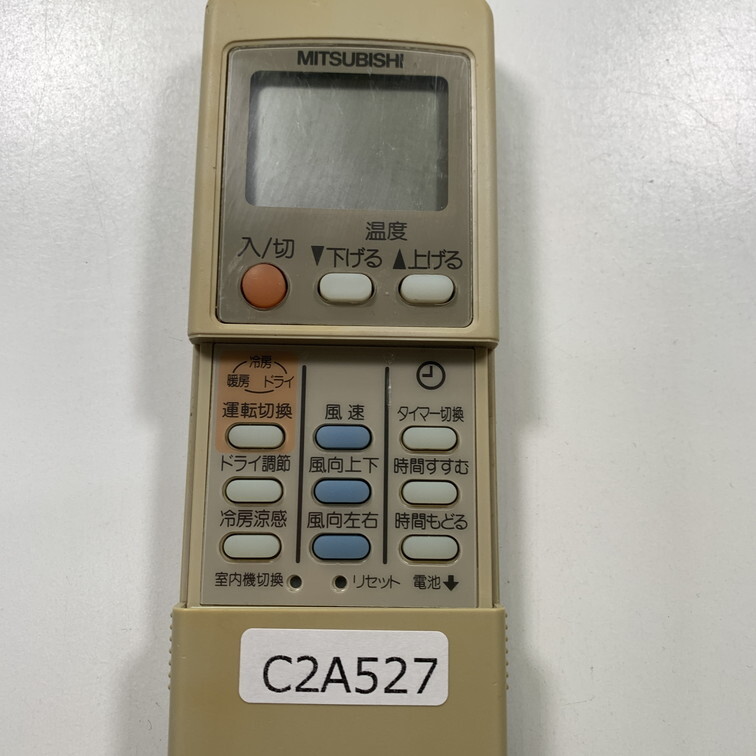 MITSUBISHI
温度
入/切 ▼下げる ▲上げる
冷房
暖房 ドライ
運転切換 風速 タイマー切換
ドライ調節 風向上下 時間すすむ
冷房涼感 風向左右 時間もどる
室内機切換 リセット 電池↓
C2A527